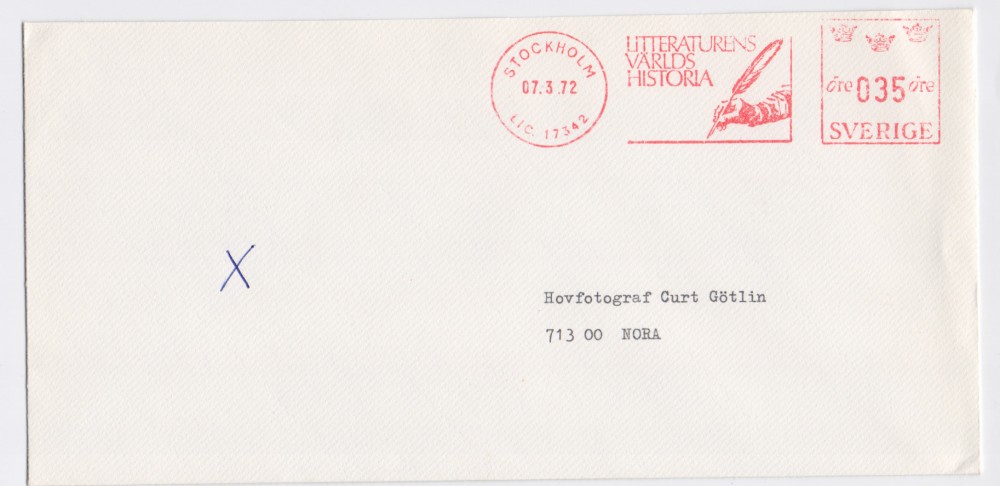 STOCKHOLM
07.3.72
LIC. 17342
LITTERATURENS
VÄRLDS
HISTORIA
öre 035 öre
SVERIGE
X
Hovfotograf Curt Götlin
713 00 NORA